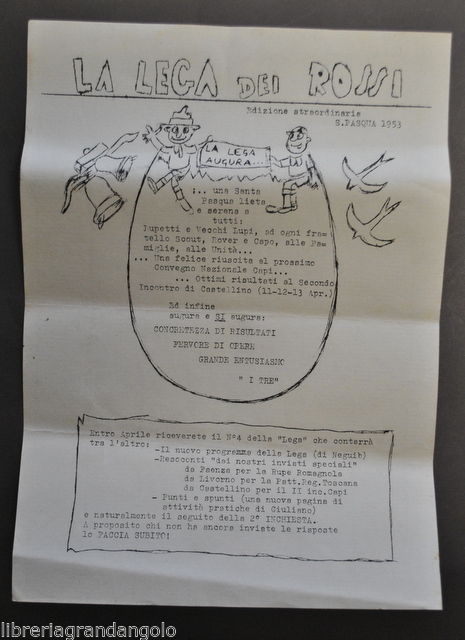 LA LEGA DEI ROSSI
Edizione straordinaria
S.PASQUA 1953
LA LEGA
AUGURA...
... una Santa
Pasqua lieta
e serena a
tutti:
Lupetti e Vecchi Lupi, ad ogni fra-
tello Scout, Rover e Capo, alle Fa-
miglie, alle Unità...
... Una felice riuscita al prossimo
Convegno Nazionale Capi...
... Ottimi risultati al Secondo
Incontro di Castellino (11-12-13 Apr.)
Ed infine
augura e SI augura:
CONCRETEZZA DI RISULTATI
FERVORE DI OPERE
GRANDE ENTUSIASMO
" I TRE"
Entro Aprile riceverete il N°4 della "Lega" che conterrà
tra l'altro:
-Il nuovo programma della Lega (di Neguib)
-Resoconti "dai nostri inviati speciali"
da Faenza per la Rupe Romagnola
da Livorno per la Patt.Reg.Toscana
da Castellino per il II inc.Capi
- Punti e spunti (una nuova pagina di
attività pratiche di Giuliano)
e naturalmente il seguito della 2° INCHIESTA.
A proposito chi non ha ancora inviate le risposte
lo FACCIA SUBITO!
libreriagrandangolo